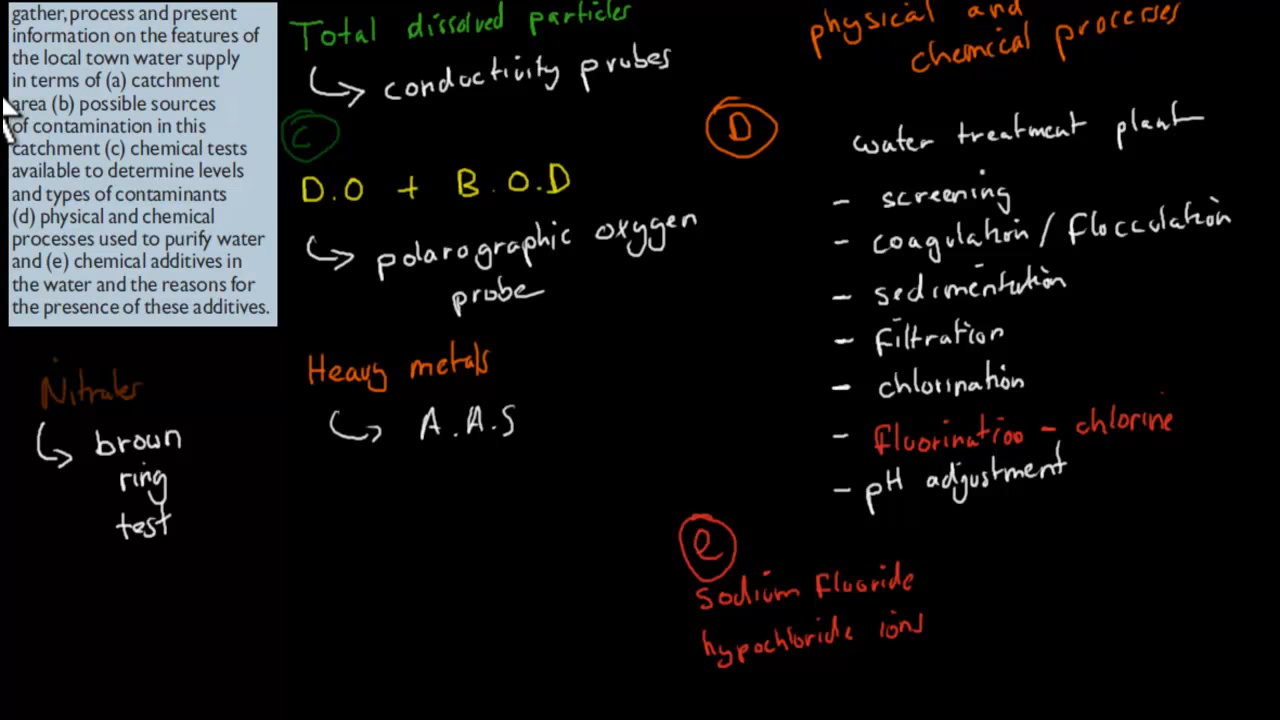 gather, process and present
information on the features of
the local town water supply
in terms of (a) catchment
area (b) possible sources
of contamination in this
catchment (c) chemical tests
available to determine levels
and types of contaminants
(d) physical and chemical
processes used to purify water
and (e) chemical additives in
the water and the reasons for
the presence of these additives.
Nitrates
brown
ring
test
Total dissolved particles
conductivity probes
C
D.O + B.O.D
polarographic oxygen
probe
Heavy metals
A.A.S
physical and
chemical processes
D
water treatment plant
- screening
- coagulation / Flocculation
- sedimentation
- Filtration
- chlorination
- Fluorination - chlorine
- pH adjustment
e
Sodium Fluoride
hypochloride ions